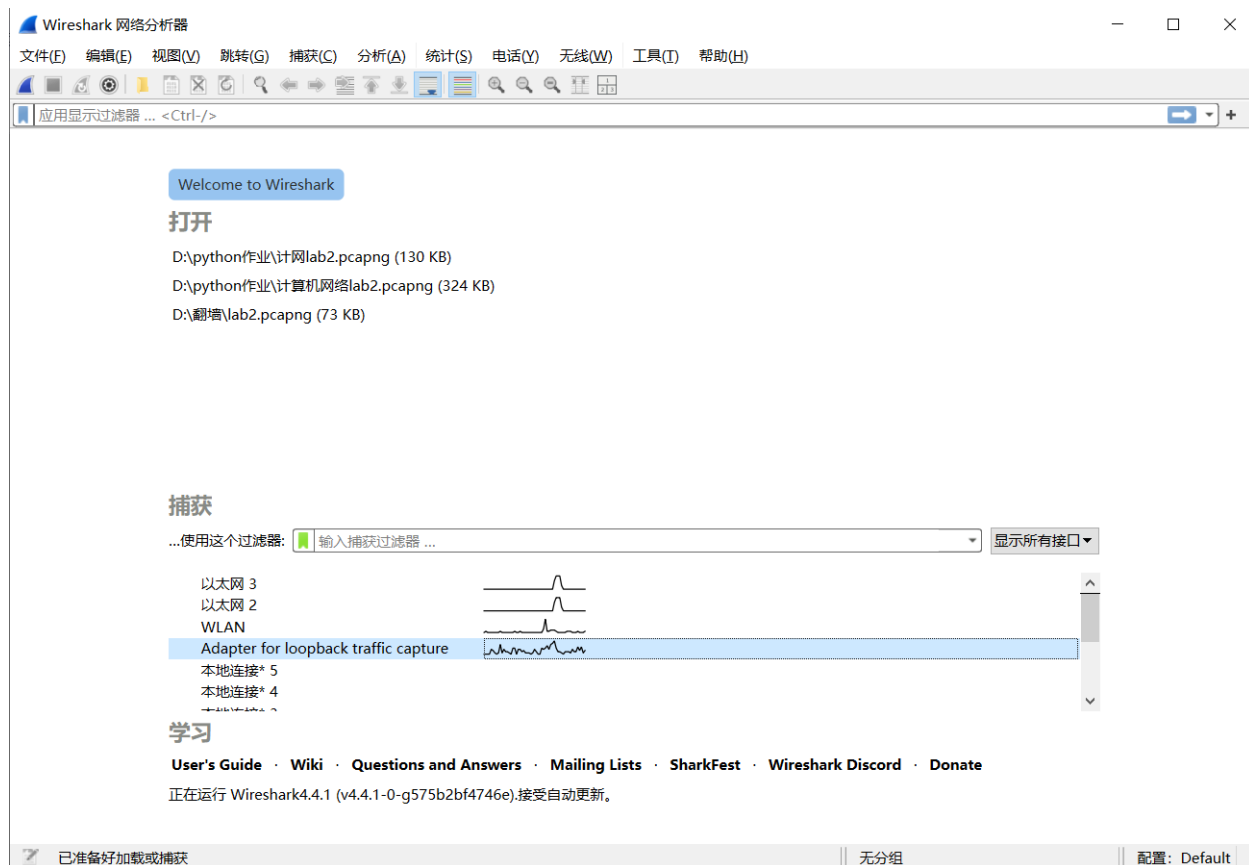 Wireshark 网络分析器
文件(F) 编辑(E) 视图(V) 跳转(G) 捕获(C) 分析(A) 统计(S) 电话(Y) 无线(W) 工具(T) 帮助(H)
应用显示过滤器 … <Ctrl-/>
Welcome to Wireshark
打开
D:\python作业\计网lab2.pcapng (130 KB)
D:\python作业\计算机网络lab2.pcapng (324 KB)
D:\翻墙\lab2.pcapng (73 KB)
捕获
…使用这个过滤器: 输入捕获过滤器 … 显示所有接口
以太网 3
以太网 2
WLAN
Adapter for loopback traffic capture
本地连接* 5
本地连接* 4
学习
User's Guide · Wiki · Questions and Answers · Mailing Lists · SharkFest · Wireshark Discord · Donate
正在运行 Wireshark4.4.1 (v4.4.1-0-g575b2bf4746e).接受自动更新。
已准备好加载或捕获 无分组 配置：Default